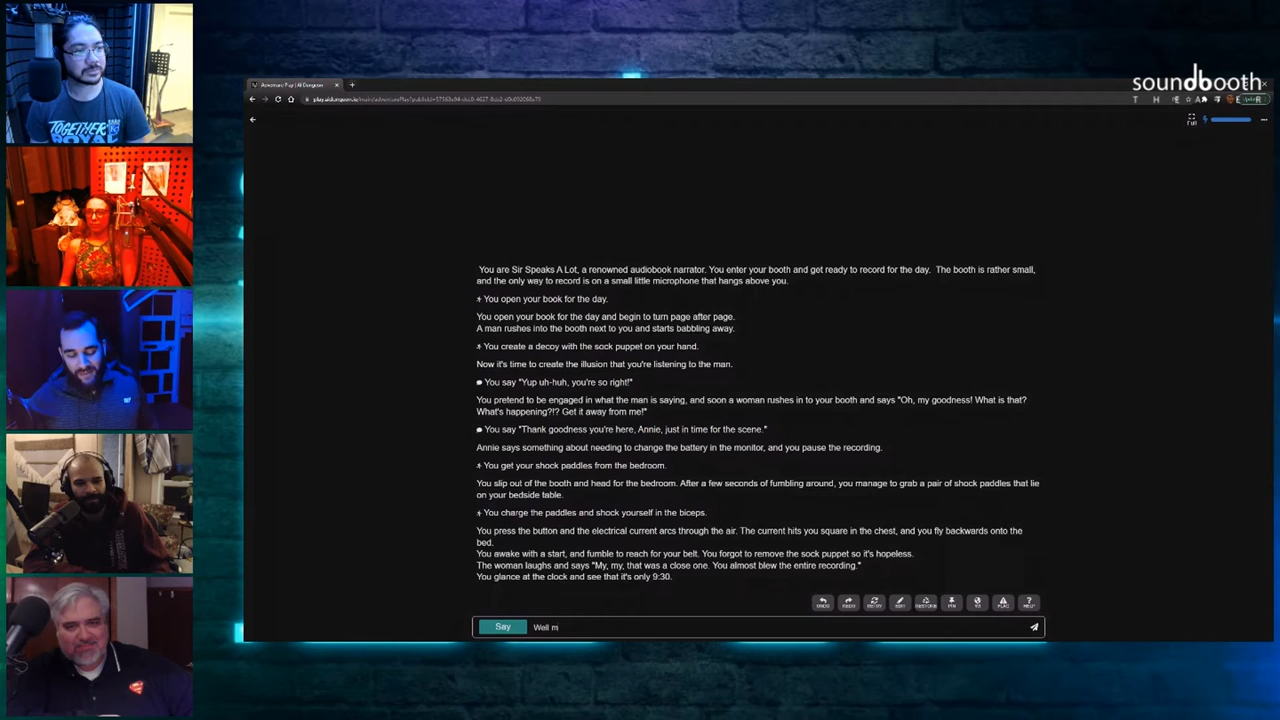 soundbooth
T H E A T E R
Adventure Play | AI Dungeon
TOGETHER
ROYAL
You are Sir Speaks A Lot, a renowned audiobook narrator. You enter your booth and get ready to record for the day. The booth is rather small,
and the only way to record is on a small little microphone that hangs above you.
You open your book for the day.
You open your book for the day and begin to turn page after page.
A man rushes into the booth next to you and starts babbling away.
You create a decoy with the sock puppet on your hand.
Now it's time to create the illusion that you're listening to the man.
You say "Yup uh-huh, you're so right!"
You pretend to be engaged in what the man is saying, and soon a woman rushes in to your booth and says "Oh, my goodness! What is that?
What's happening?!? Get it away from me!"
You say "Thank goodness you're here, Annie, just in time for the scene."
Annie says something about needing to change the battery in the monitor, and you pause the recording.
You get your shock paddles from the bedroom.
You slip out of the booth and head for the bedroom. After a few seconds of fumbling around, you manage to grab a pair of shock paddles that lie
on your bedside table.
You charge the paddles and shock yourself in the biceps.
You press the button and the electrical current arcs through the air. The current hits you square in the chest, and you fly backwards onto the
bed.
You awake with a start, and fumble to reach for your belt. You forgot to remove the sock puppet so it's hopeless.
The woman laughs and says "My, my, that was a close one. You almost blew the entire recording."
You glance at the clock and see that it's only 9:30.
UNDO REDO RETRY EDIT PIN FLAG HELP
Say Well m